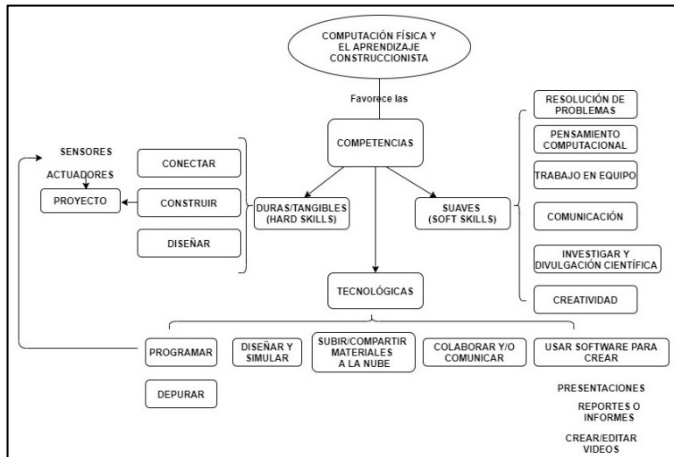 COMPUTACIÓN FÍSICA Y
EL APRENDIZAJE
CONSTRUCCIONISTA
Favorece las
COMPETENCIAS
RESOLUCIÓN DE
PROBLEMAS
PENSAMIENTO
COMPUTACIONAL
TRABAJO EN EQUIPO
COMUNICACIÓN
INVESTIGAR Y
DIVULGACIÓN CIENTÍFICA
CREATIVIDAD
SENSORES
ACTUADORES
PROYECTO
CONECTAR
CONSTRUIR
DISEÑAR
DURAS/TANGIBLES
(HARD SKILLS)
SUAVES
(SOFT SKILLS)
TECNOLÓGICAS
PROGRAMAR
DEPURAR
DISEÑAR Y
SIMULAR
SUBIR/COMPARTIR
MATERIALES
A LA NUBE
COLABORAR Y/O
COMUNICAR
USAR SOFTWARE PARA
CREAR
PRESENTACIONES
REPORTES O
INFORMES
CREAR/EDITAR
VIDEOS